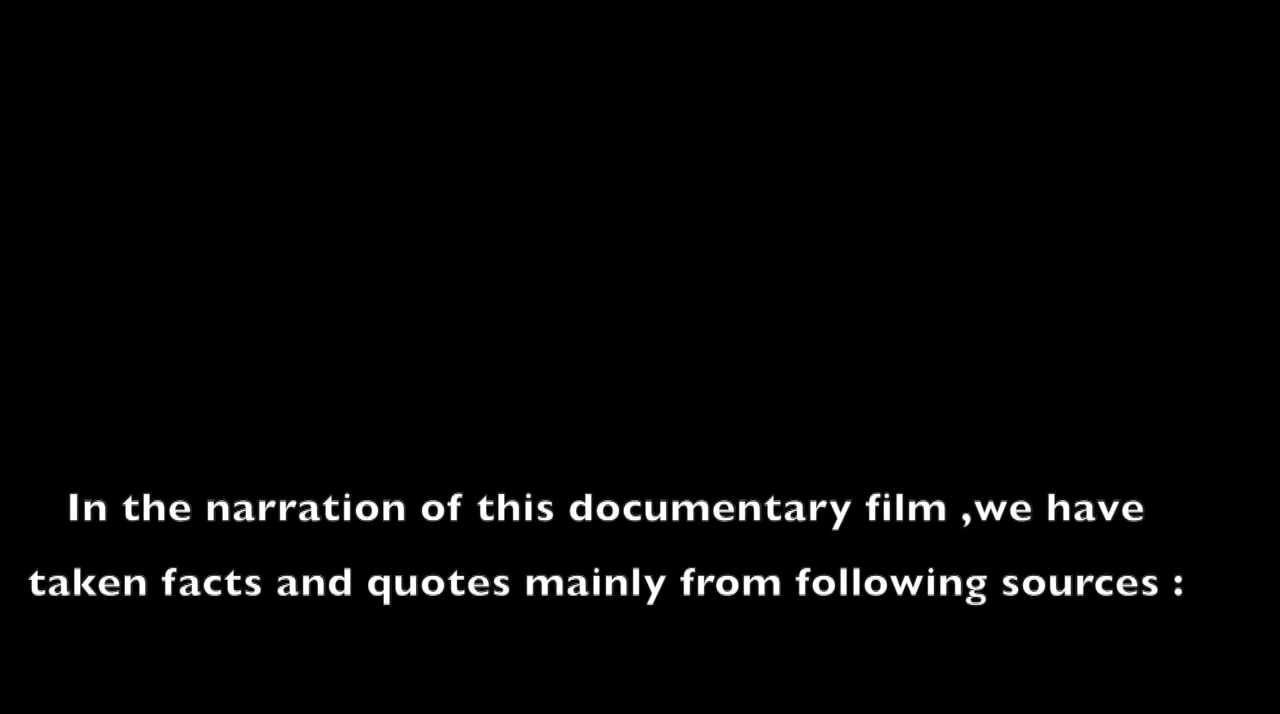 In the narration of this documentary film ,we have
taken facts and quotes mainly from following sources :